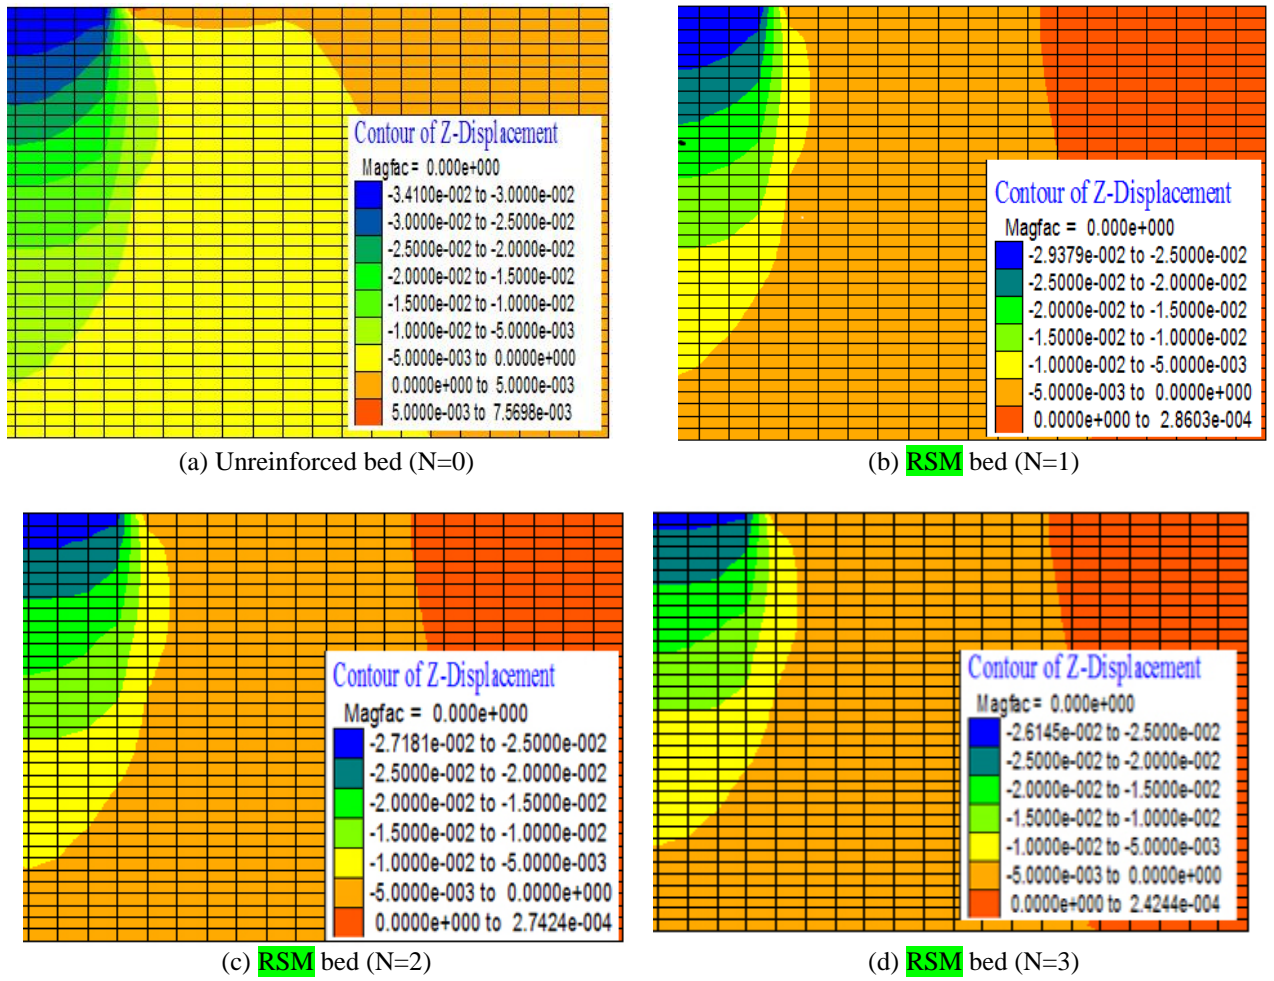 Contour of Z-Displacement
Magfac = 0.000e+000
-3.4100e-002 to -3.0000e-002
-3.0000e-002 to -2.5000e-002
-2.5000e-002 to -2.0000e-002
-2.0000e-002 to -1.5000e-002
-1.5000e-002 to -1.0000e-002
-1.0000e-002 to -5.0000e-003
-5.0000e-003 to 0.0000e+000
0.0000e+000 to 5.0000e-003
5.0000e-003 to 7.5698e-003
(a) Unreinforced bed (N=0)
Contour of Z-Displacement
Magfac = 0.000e+000
-2.9379e-002 to -2.5000e-002
-2.5000e-002 to -2.0000e-002
-2.0000e-002 to -1.5000e-002
-1.5000e-002 to -1.0000e-002
-1.0000e-002 to -5.0000e-003
-5.0000e-003 to 0.0000e+000
0.0000e+000 to 2.8603e-004
(b) RSM bed (N=1)
Contour of Z-Displacement
Magfac = 0.000e+000
-2.7181e-002 to -2.5000e-002
-2.5000e-002 to -2.0000e-002
-2.0000e-002 to -1.5000e-002
-1.5000e-002 to -1.0000e-002
-1.0000e-002 to -5.0000e-003
-5.0000e-003 to 0.0000e+000
0.0000e+000 to 2.7424e-004
(c) RSM bed (N=2)
Contour of Z-Displacement
Magfac = 0.000e+000
-2.6145e-002 to -2.5000e-002
-2.5000e-002 to -2.0000e-002
-2.0000e-002 to -1.5000e-002
-1.5000e-002 to -1.0000e-002
-1.0000e-002 to -5.0000e-003
-5.0000e-003 to 0.0000e+000
0.0000e+000 to 2.4244e-004
(d) RSM bed (N=3)